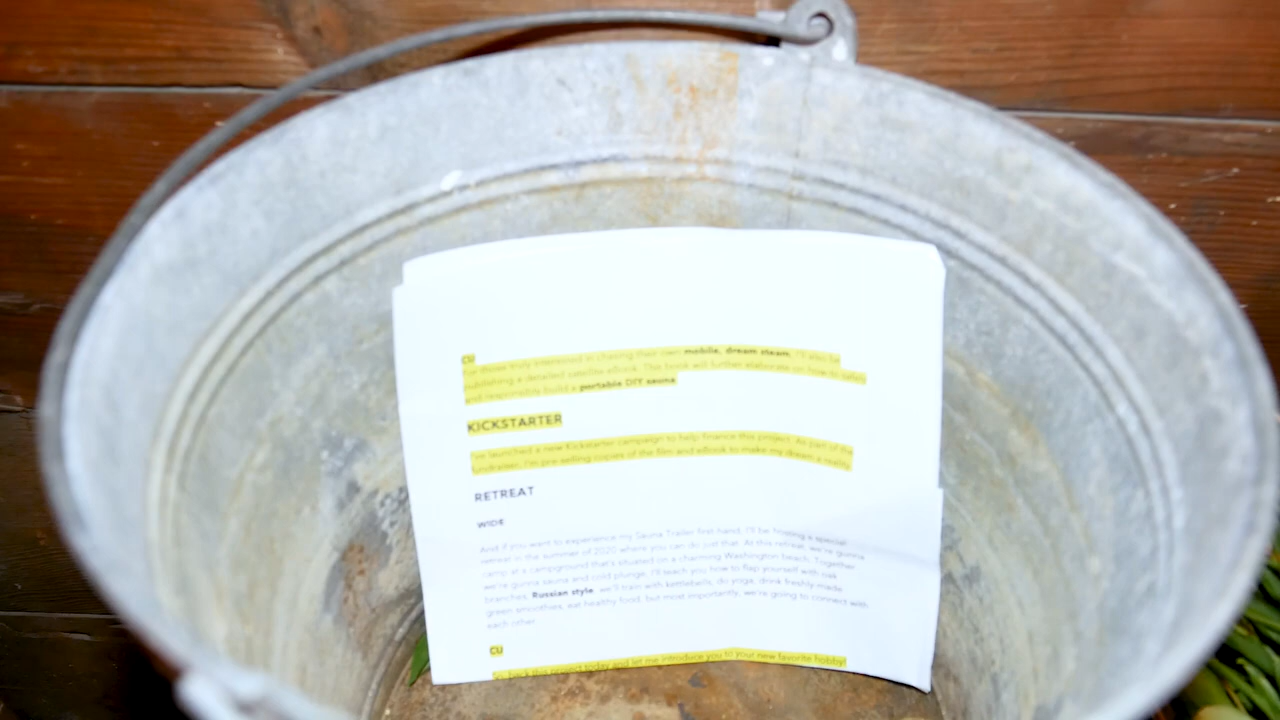 CU
For those truly interested in chasing their own mobile, dream steam, I'll also be
publishing a detailed satellite eBook. This book will further elaborate on how to safely
and responsibly build a portable DIY sauna.
KICKSTARTER
I've launched a new Kickstarter campaign to help finance this project. As part of the
fundraiser, I'm pre-selling copies of the film and eBook to make my dream a reality.
RETREAT
WIDE
And if you want to experience my Sauna Trailer first-hand, I'll be hosting a special
retreat in the summer of 2020 where you can do just that. At this retreat, we're gonna
camp at a campground that's situated on a charming Washington beach. Together
we're gonna sauna and cold plunge, I'll teach you how to flap yourself with oak
branches, Russian style, we'll train with kettlebells, do yoga, drink freshly made
green smoothies, eat healthy food, but most importantly, we're going to connect with
each other.
CU
this project today and let me introduce you to your new favorite hobby!